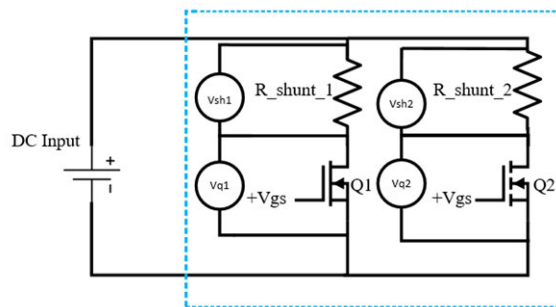 Vsh1
R_shunt_1
Vsh2
R_shunt_2
DC Input
+
Vq1
+Vgs
Q1
Vq2
+Vgs
Q2